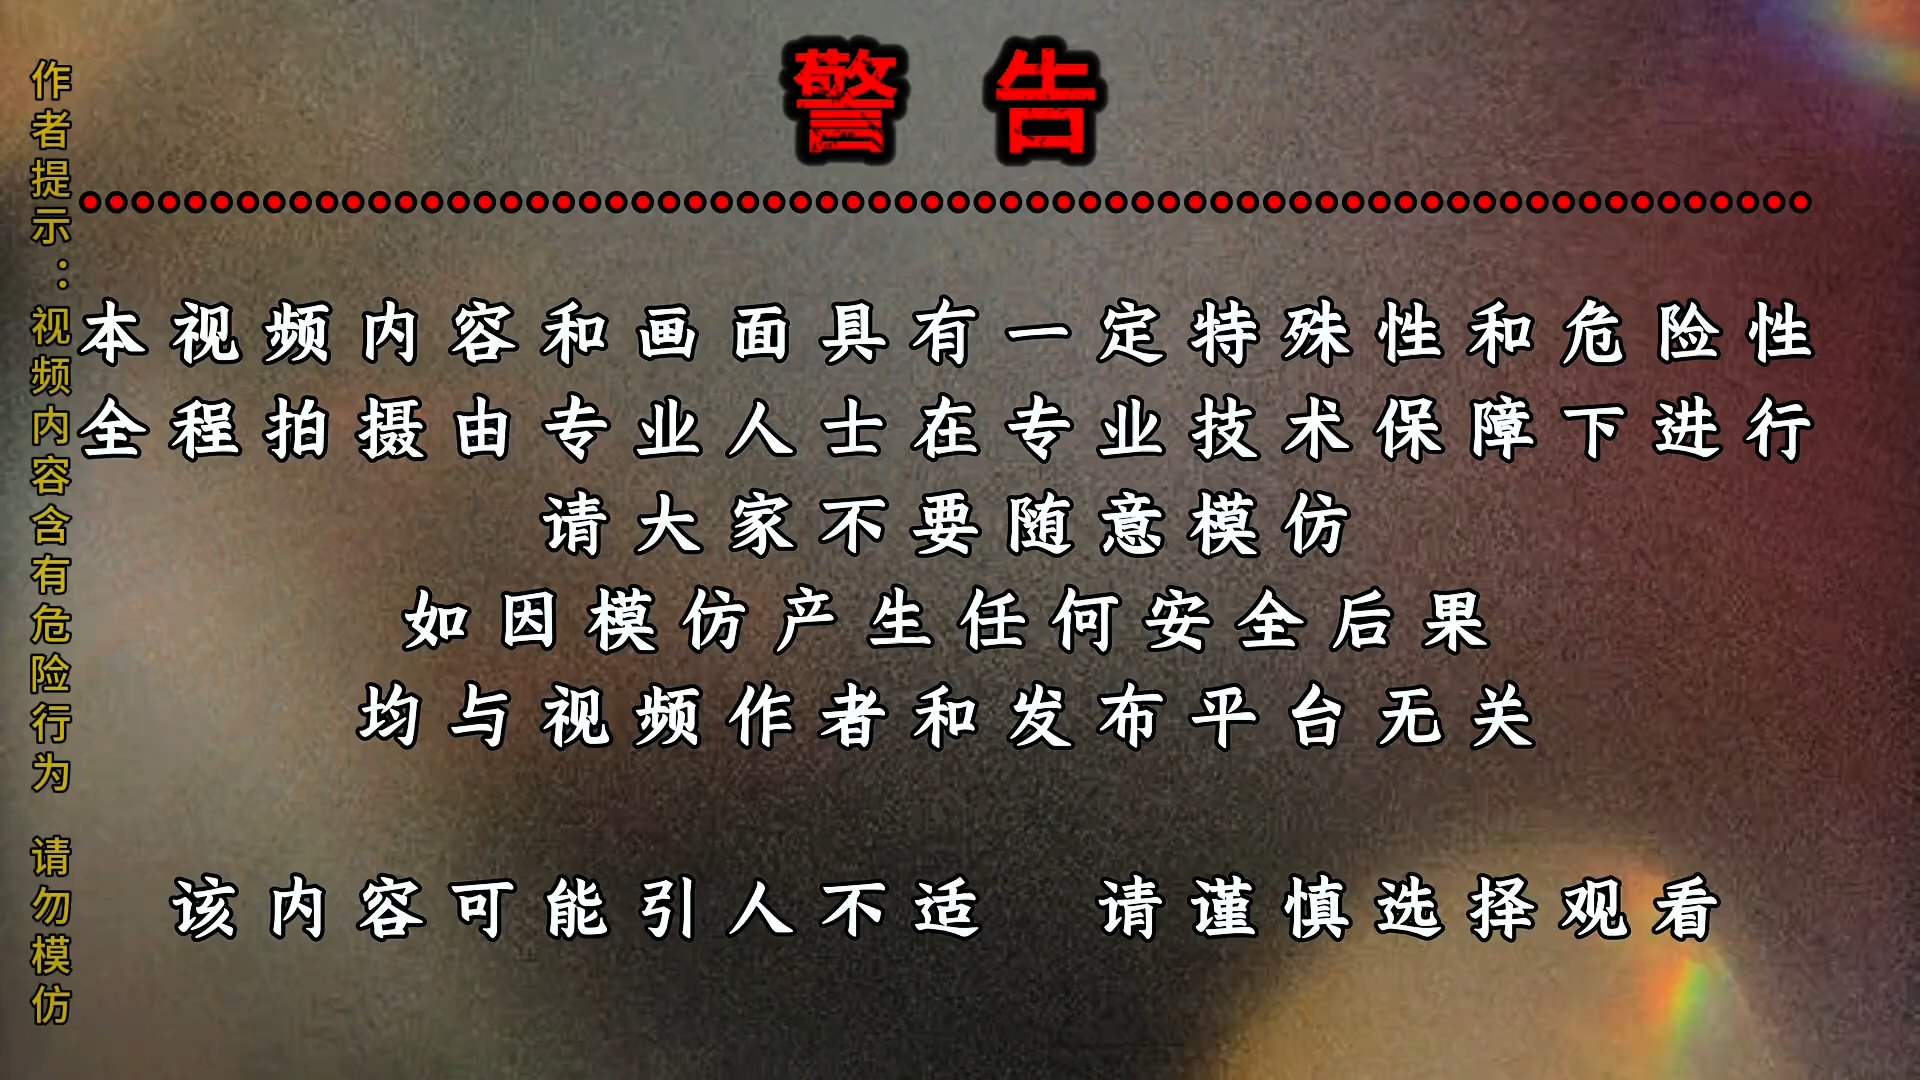 警告
本视频内容和画面具有一定特殊性和危险性
全程拍摄由专业人士在专业技术保障下进行
请大家不要随意模仿
如因模仿产生任何安全后果
均与视频作者和发布平台无关
该内容可能引人不适 请谨慎选择观看
作者提示：视频内容含有危险行为 请勿模仿